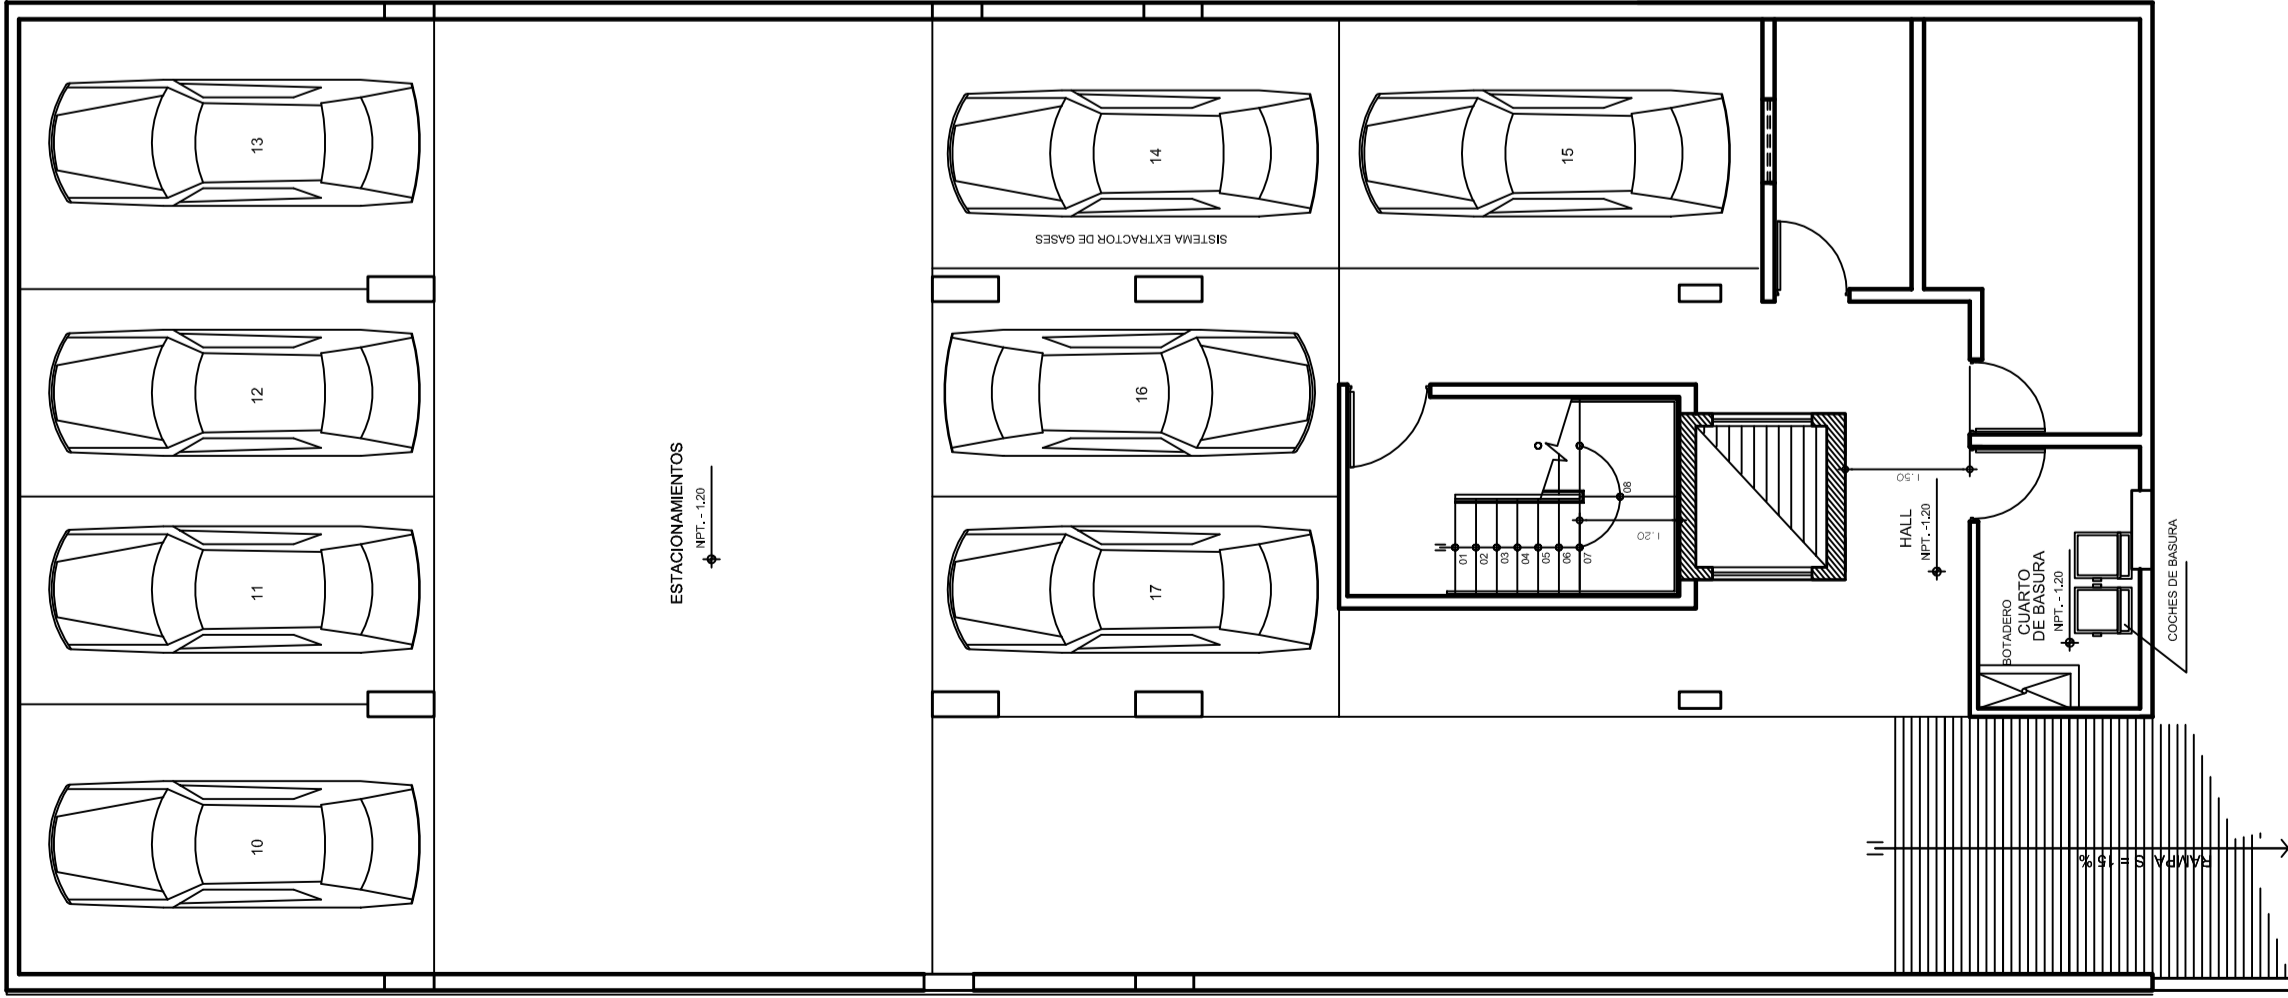 13
12
11
10
ESTACIONAMIENTOS
NPT. - 1.20
14
15
SISTEMA EXTRACTOR DE GASES
16
17
01
02
03
04
05
06
07
08
1.20
1.50
HALL
NPT. -1.20
BOTADERO
CUARTO
DE BASURA
NPT. - 1.20
COCHES DE BASURA
RAMPA S = 15 %